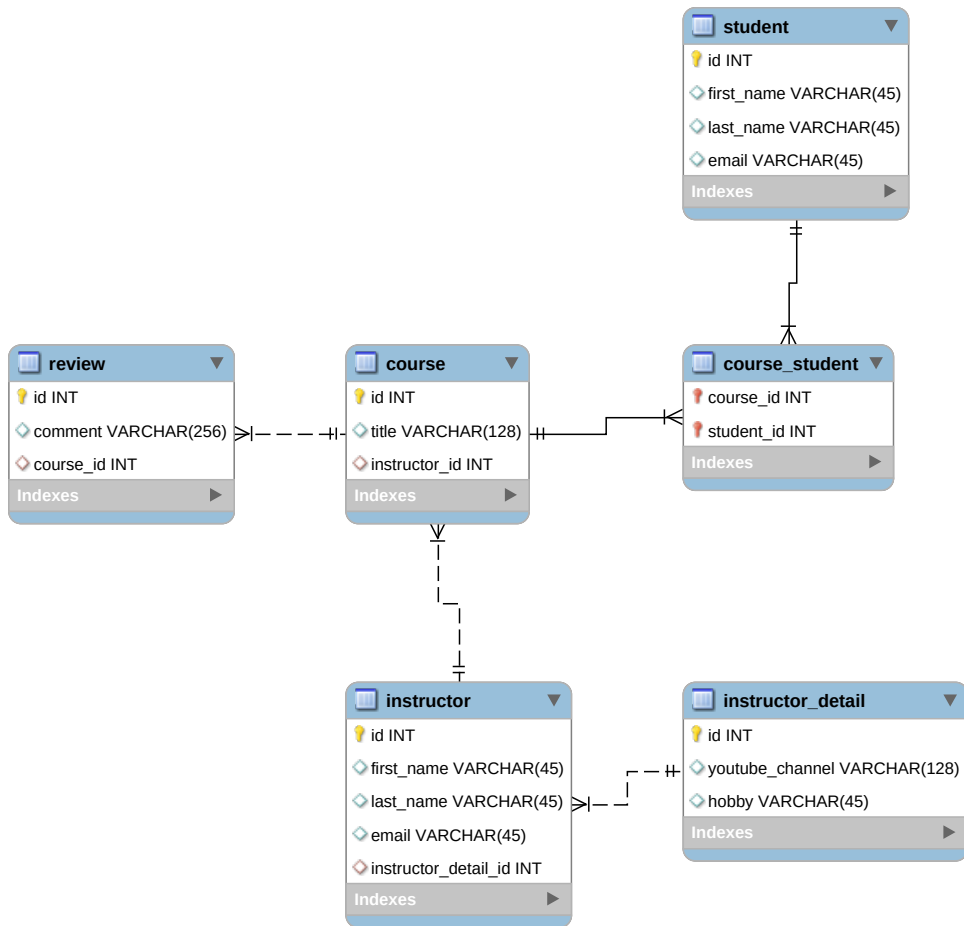 student
id INT
first_name VARCHAR(45)
last_name VARCHAR(45)
email VARCHAR(45)
Indexes
review
id INT
comment VARCHAR(256)
course_id INT
Indexes
course
id INT
title VARCHAR(128)
instructor_id INT
Indexes
course_student
course_id INT
student_id INT
Indexes
instructor
id INT
first_name VARCHAR(45)
last_name VARCHAR(45)
email VARCHAR(45)
instructor_detail_id INT
Indexes
instructor_detail
id INT
youtube_channel VARCHAR(128)
hobby VARCHAR(45)
Indexes